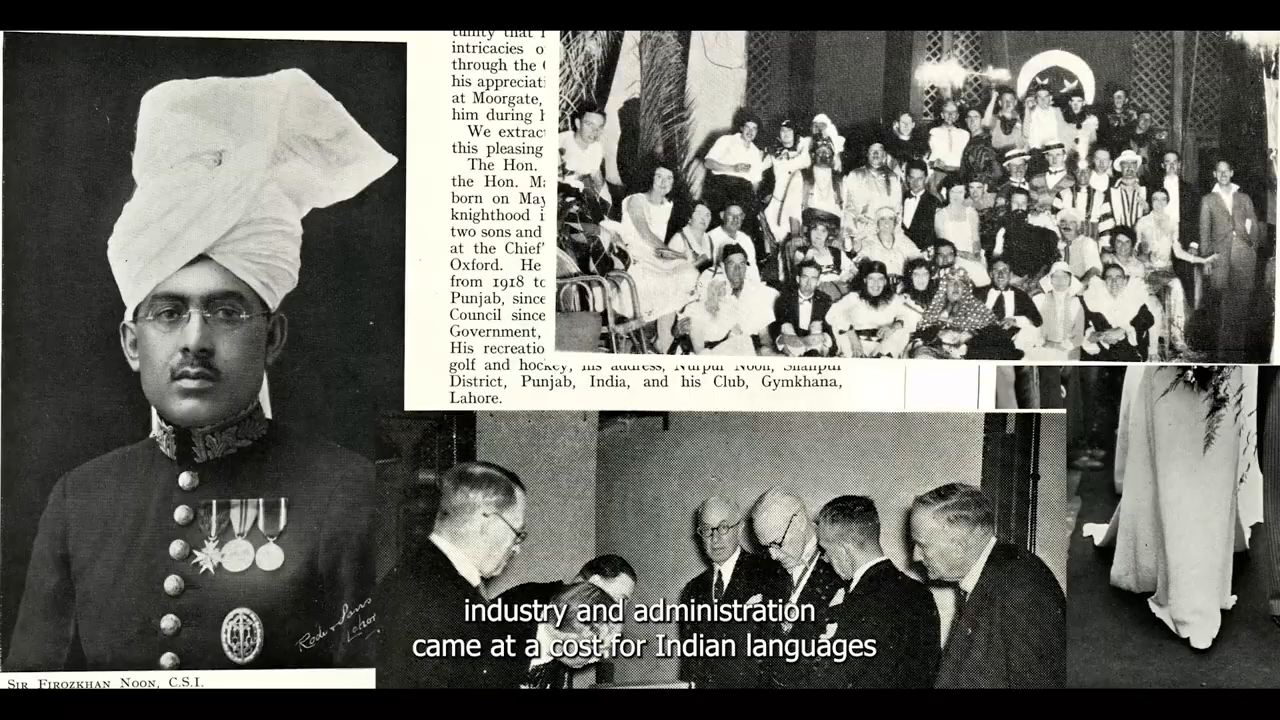 tunity that
intricacies o
through the
his appreciat
at Moorgate,
him during
We extract
this pleasing
The Hon.
the Hon. M
born on May
knighthood i
two sons and
at the Chief'
Oxford. He
from 1918 to
Punjab, since
Council since
Government,
His recreatio
golf and hockey, his address, Nurpur Noon, Shahpur
District, Punjab, India, and his Club, Gymkhana,
Lahore.
Lahore
SIR FIROZKHAN NOON, C.S.I.
industry and administration
came at a cost for Indian languages